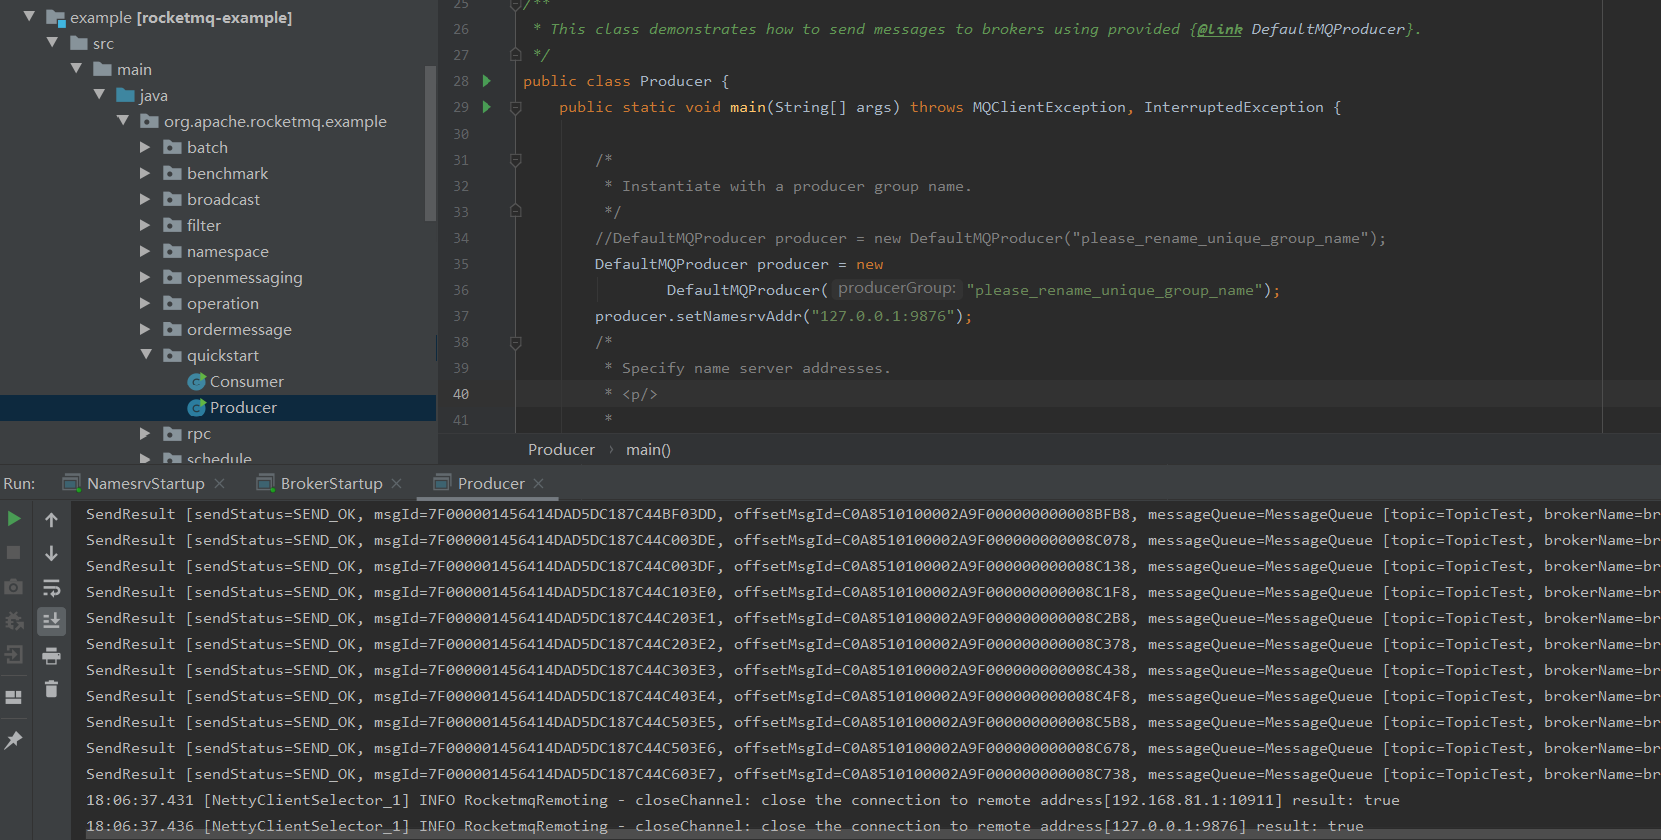 example [rocketmq-example]
src
main
java
org.apache.rocketmq.example
batch
benchmark
broadcast
filter
namespace
openmessaging
operation
ordermessage
quickstart
Consumer
Producer
rpc
schedule
25 /**
26 * This class demonstrates how to send messages to brokers using provided {@link DefaultMQProducer}.
27 */
28 public class Producer {
29 public static void main(String[] args) throws MQClientException, InterruptedException {
30
31 /*
32 * Instantiate with a producer group name.
33 */
34 //DefaultMQProducer producer = new DefaultMQProducer("please_rename_unique_group_name");
35 DefaultMQProducer producer = new
36 DefaultMQProducer( producerGroup: "please_rename_unique_group_name");
37 producer.setNamesrvAddr("127.0.0.1:9876");
38 /*
39 * Specify name server addresses.
40 * <p/>
41 *
Producer › main()
Run: NamesrvStartup × BrokerStartup × Producer ×
SendResult [sendStatus=SEND_OK, msgId=7F000001456414DAD5DC187C44BF03DD, offsetMsgId=C0A8510100002A9F000000000008BFB8, messageQueue=MessageQueue [topic=TopicTest, brokerName=br
SendResult [sendStatus=SEND_OK, msgId=7F000001456414DAD5DC187C44C003DE, offsetMsgId=C0A8510100002A9F000000000008C078, messageQueue=MessageQueue [topic=TopicTest, brokerName=br
SendResult [sendStatus=SEND_OK, msgId=7F000001456414DAD5DC187C44C003DF, offsetMsgId=C0A8510100002A9F000000000008C138, messageQueue=MessageQueue [topic=TopicTest, brokerName=br
SendResult [sendStatus=SEND_OK, msgId=7F000001456414DAD5DC187C44C103E0, offsetMsgId=C0A8510100002A9F000000000008C1F8, messageQueue=MessageQueue [topic=TopicTest, brokerName=br
SendResult [sendStatus=SEND_OK, msgId=7F000001456414DAD5DC187C44C203E1, offsetMsgId=C0A8510100002A9F000000000008C2B8, messageQueue=MessageQueue [topic=TopicTest, brokerName=br
SendResult [sendStatus=SEND_OK, msgId=7F000001456414DAD5DC187C44C203E2, offsetMsgId=C0A8510100002A9F000000000008C378, messageQueue=MessageQueue [topic=TopicTest, brokerName=br
SendResult [sendStatus=SEND_OK, msgId=7F000001456414DAD5DC187C44C303E3, offsetMsgId=C0A8510100002A9F000000000008C438, messageQueue=MessageQueue [topic=TopicTest, brokerName=br
SendResult [sendStatus=SEND_OK, msgId=7F000001456414DAD5DC187C44C403E4, offsetMsgId=C0A8510100002A9F000000000008C4F8, messageQueue=MessageQueue [topic=TopicTest, brokerName=br
SendResult [sendStatus=SEND_OK, msgId=7F000001456414DAD5DC187C44C503E5, offsetMsgId=C0A8510100002A9F000000000008C5B8, messageQueue=MessageQueue [topic=TopicTest, brokerName=br
SendResult [sendStatus=SEND_OK, msgId=7F000001456414DAD5DC187C44C503E6, offsetMsgId=C0A8510100002A9F000000000008C678, messageQueue=MessageQueue [topic=TopicTest, brokerName=br
SendResult [sendStatus=SEND_OK, msgId=7F000001456414DAD5DC187C44C603E7, offsetMsgId=C0A8510100002A9F000000000008C738, messageQueue=MessageQueue [topic=TopicTest, brokerName=br
18:06:37.431 [NettyClientSelector_1] INFO RocketmqRemoting - closeChannel: close the connection to remote address[192.168.81.1:10911] result: true
18:06:37.436 [NettyClientSelector_1] INFO RocketmqRemoting - closeChannel: close the connection to remote address[127.0.0.1:9876] result: true